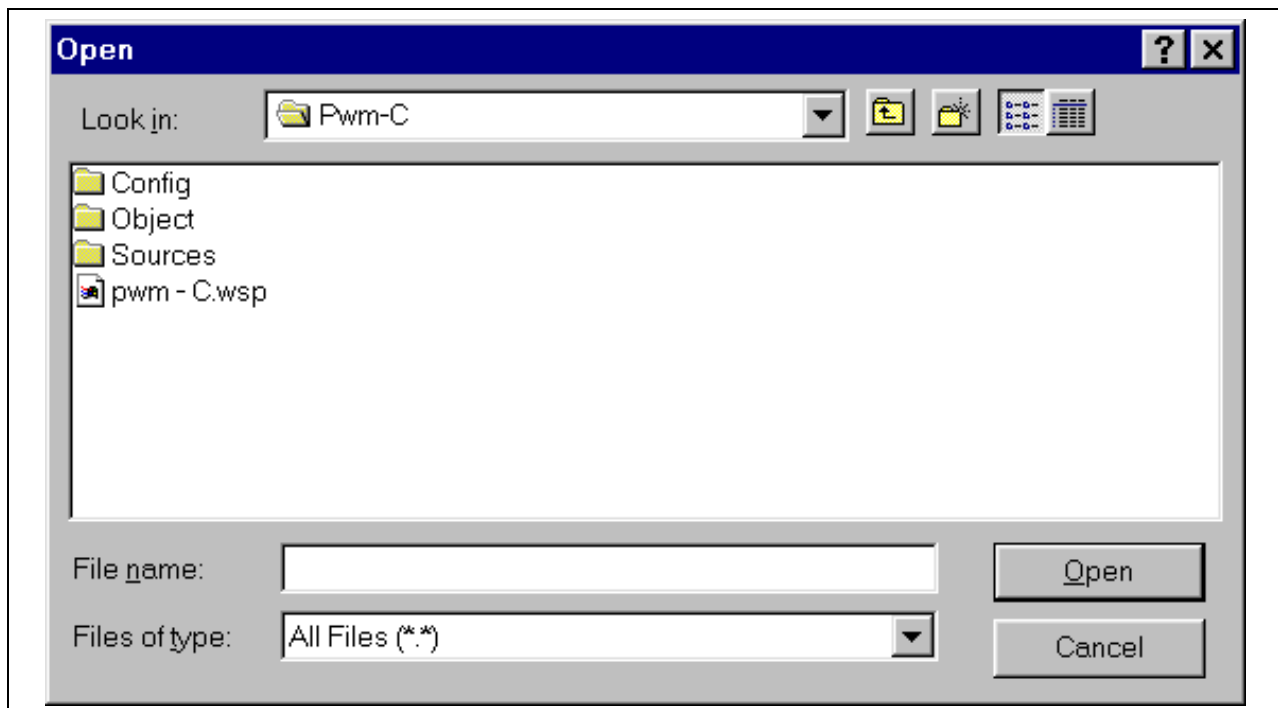 Open
Look in: Pwm-C
Config
Object
Sources
pwm - C.wsp
File name: Open
Files of type: All Files (*.*) Cancel